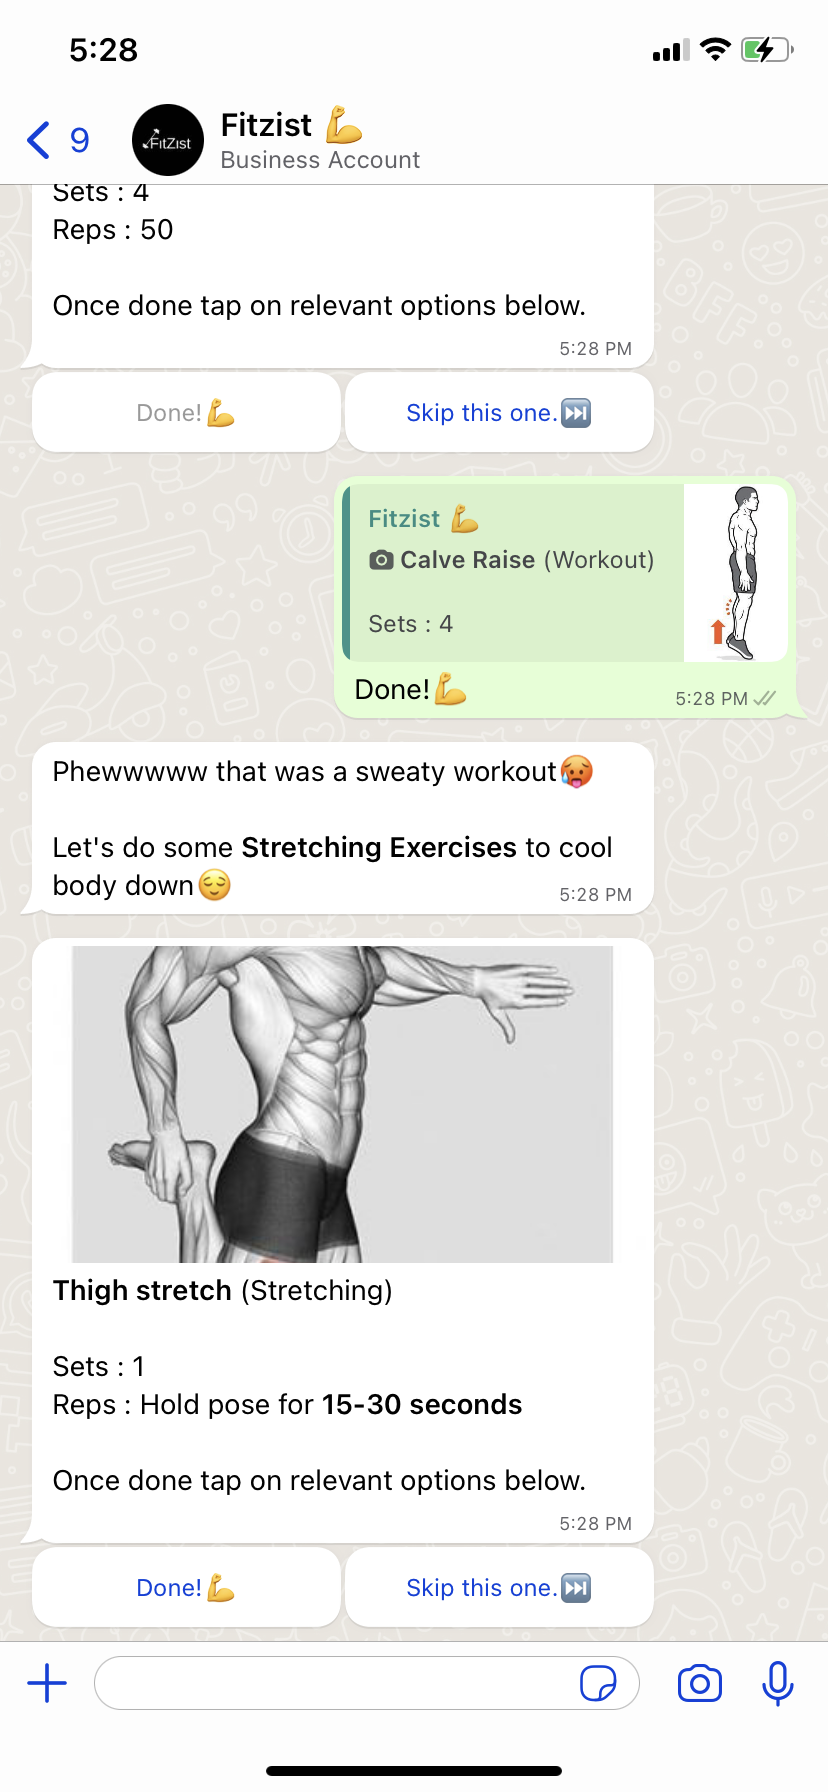 5:28
9
FitZist
Fitzist 💪
Business Account
Sets : 4
Reps : 50
Once done tap on relevant options below.
5:28 PM
Done!💪
Skip this one.⏭️
Fitzist 💪
Calve Raise (Workout)
Sets : 4
Done!💪
5:28 PM
Phewwwww that was a sweaty workout🥵
Let's do some Stretching Exercises to cool
body down😌
5:28 PM
Thigh stretch (Stretching)
Sets : 1
Reps : Hold pose for 15-30 seconds
Once done tap on relevant options below.
5:28 PM
Done!💪
Skip this one.⏭️